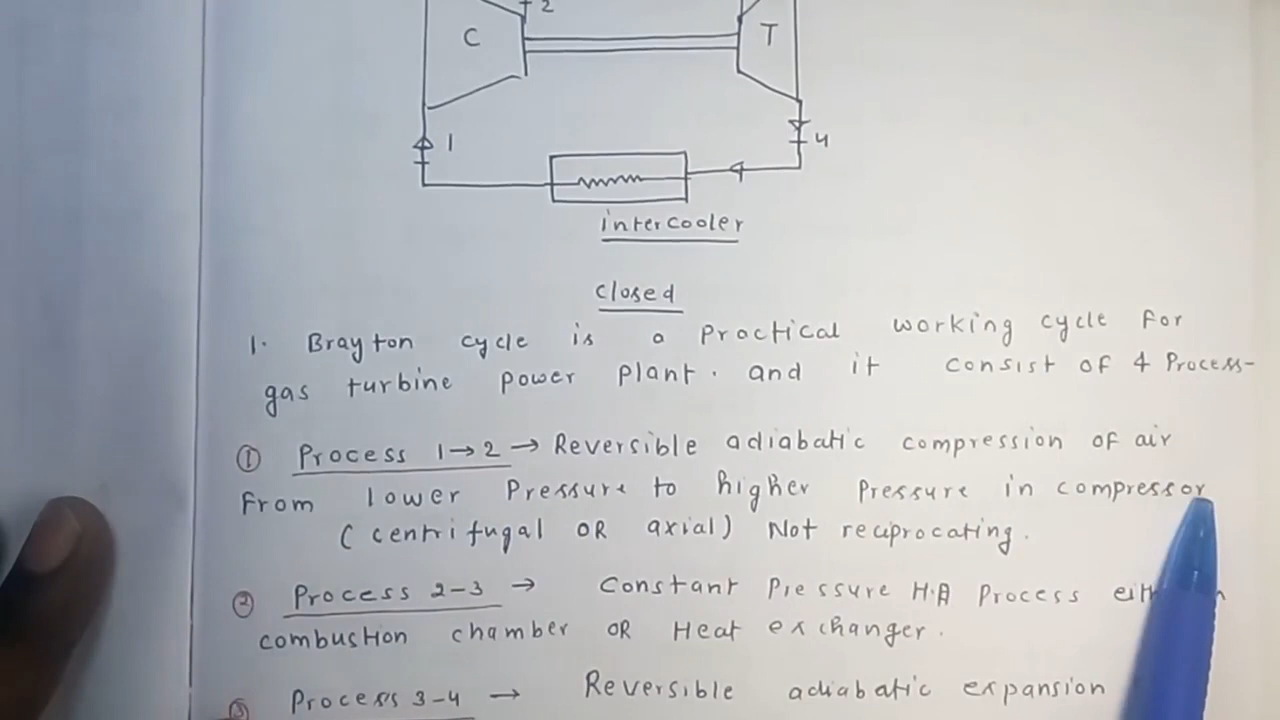 2
C
T
1
4
intercooler
Closed
1. Brayton cycle is a Practical working cycle For
gas turbine power plant. and it consist of 4 Process-
① Process 1→2 → Reversible adiabatic compression of air
From lower Pressure to higher Pressure in compressor
(centrifugal OR axial) Not reciprocating.
② Process 2-3 → Constant Pressure H.A Process
combustion chamber OR Heat exchanger.
③ Process 3-4 → Reversible adiabatic expansion